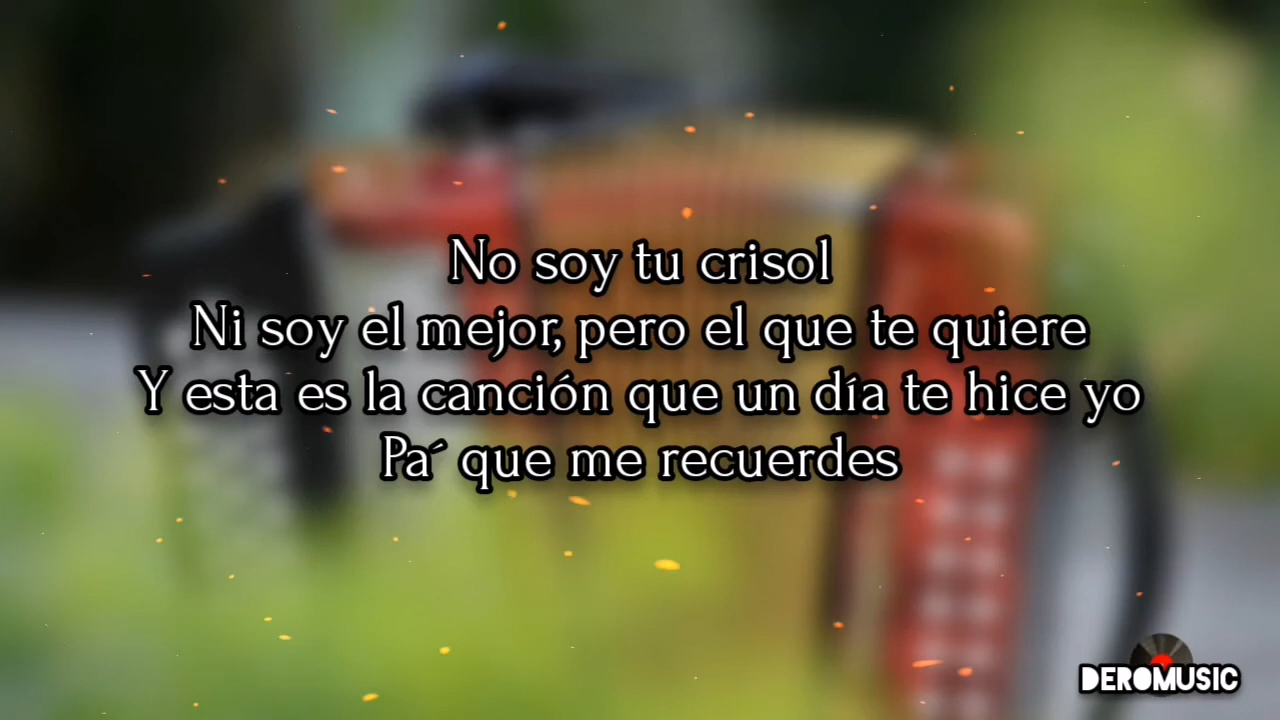 No soy tu crisol
Ni soy el mejor, pero el que te quiere
Y esta es la canción que un día te hice yo
Pa´ que me recuerdes
DEROMUSIC